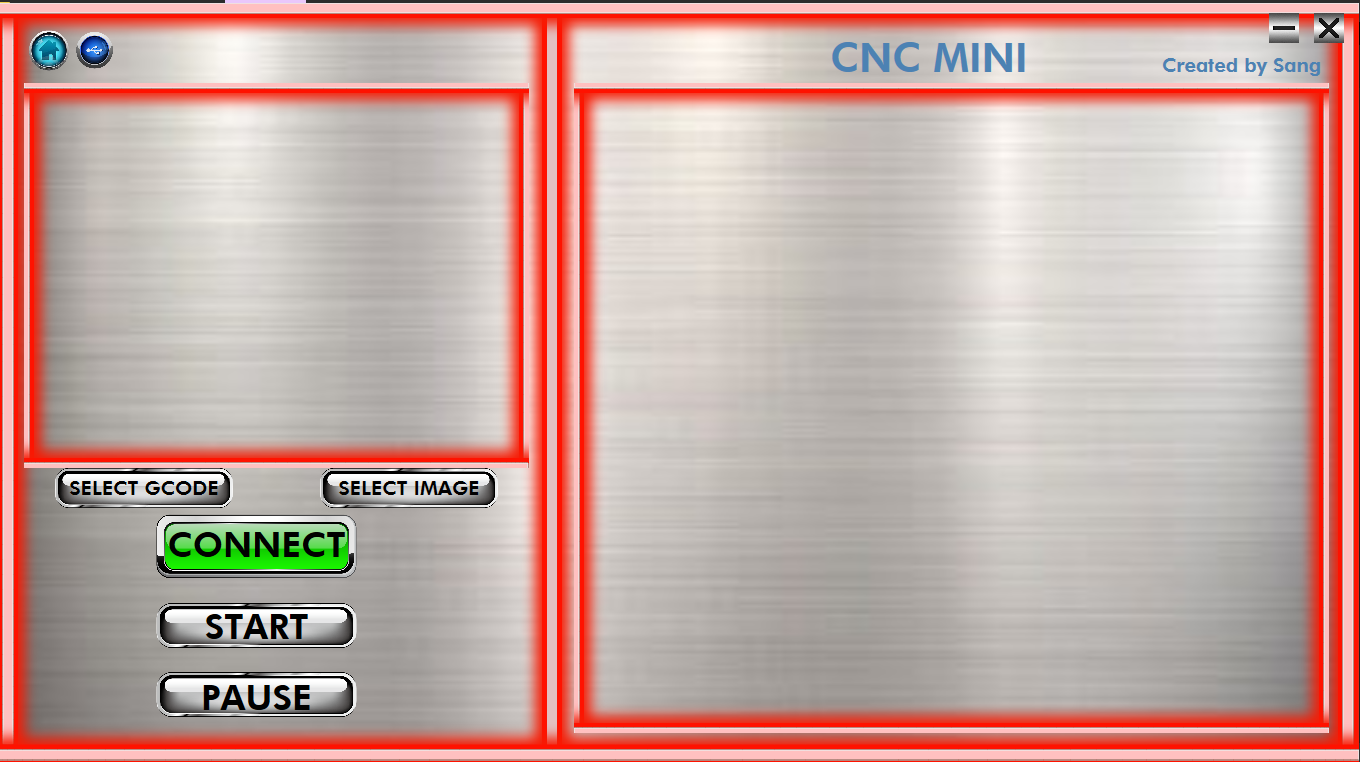 CNC MINI
Created by Sang
SELECT GCODE
SELECT IMAGE
CONNECT
START
PAUSE